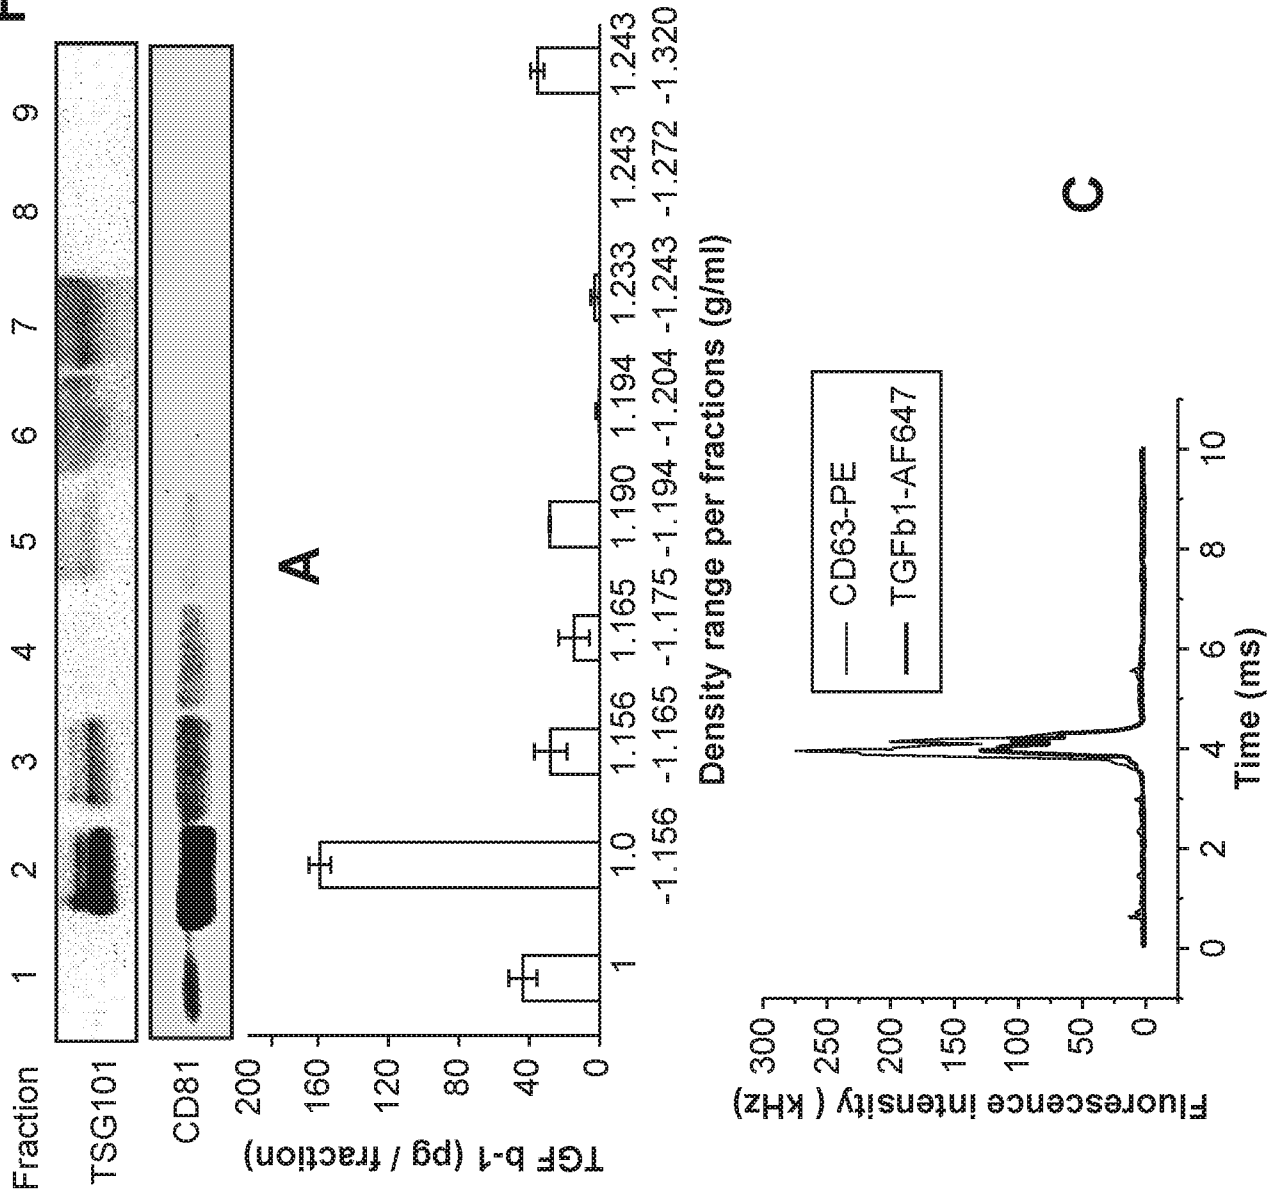 F
Fraction 1 2 3 4 5 6 7 8 9
TSG101
CD81
A
TGF b-1 (pg / fraction)
200
160
120
80
40
0
1 1.0 1.156 1.165 1.190 1.194 1.233 1.243 1.243
-1.156 -1.165 -1.175 -1.194 -1.204 -1.243 -1.272 -1.320
Density range per fractions (g/ml)
C
Fluorescence intensity ( kHz)
300
250
200
150
100
50
0
CD63-PE
TGFb1-AF647
0 2 4 6 8 10
Time (ms)